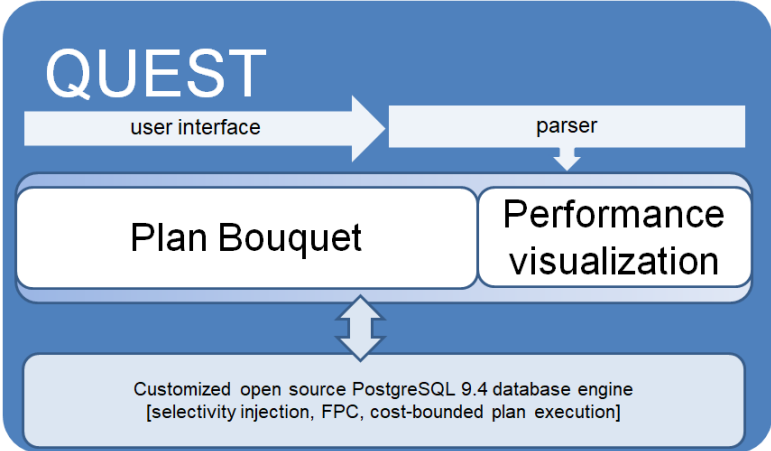 QUEST
user interface
parser
Plan Bouquet
Performance
visualization
Customized open source PostgreSQL 9.4 database engine
[selectivity injection, FPC, cost-bounded plan execution]